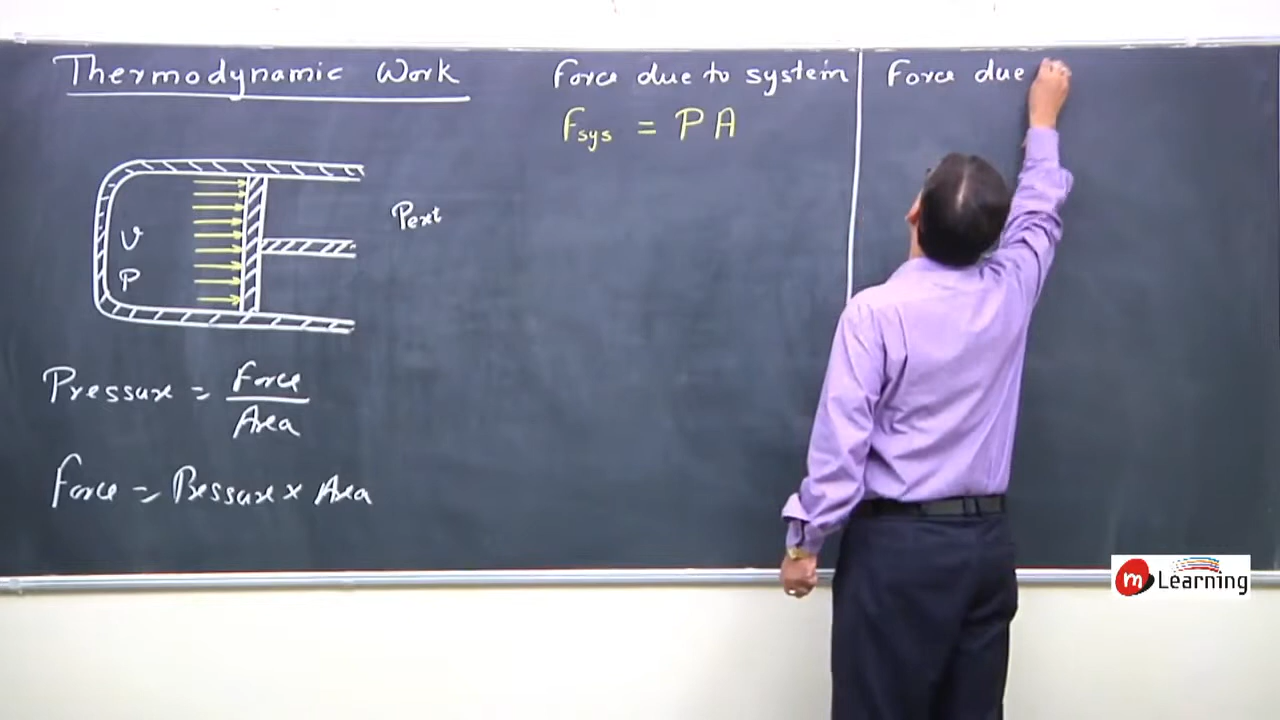 Thermodynamic Work
Force due to system
Force due
Fsys = PA
V
P
Pext
Pressure = Force
Area
Force = Pressure × Area
m Learning